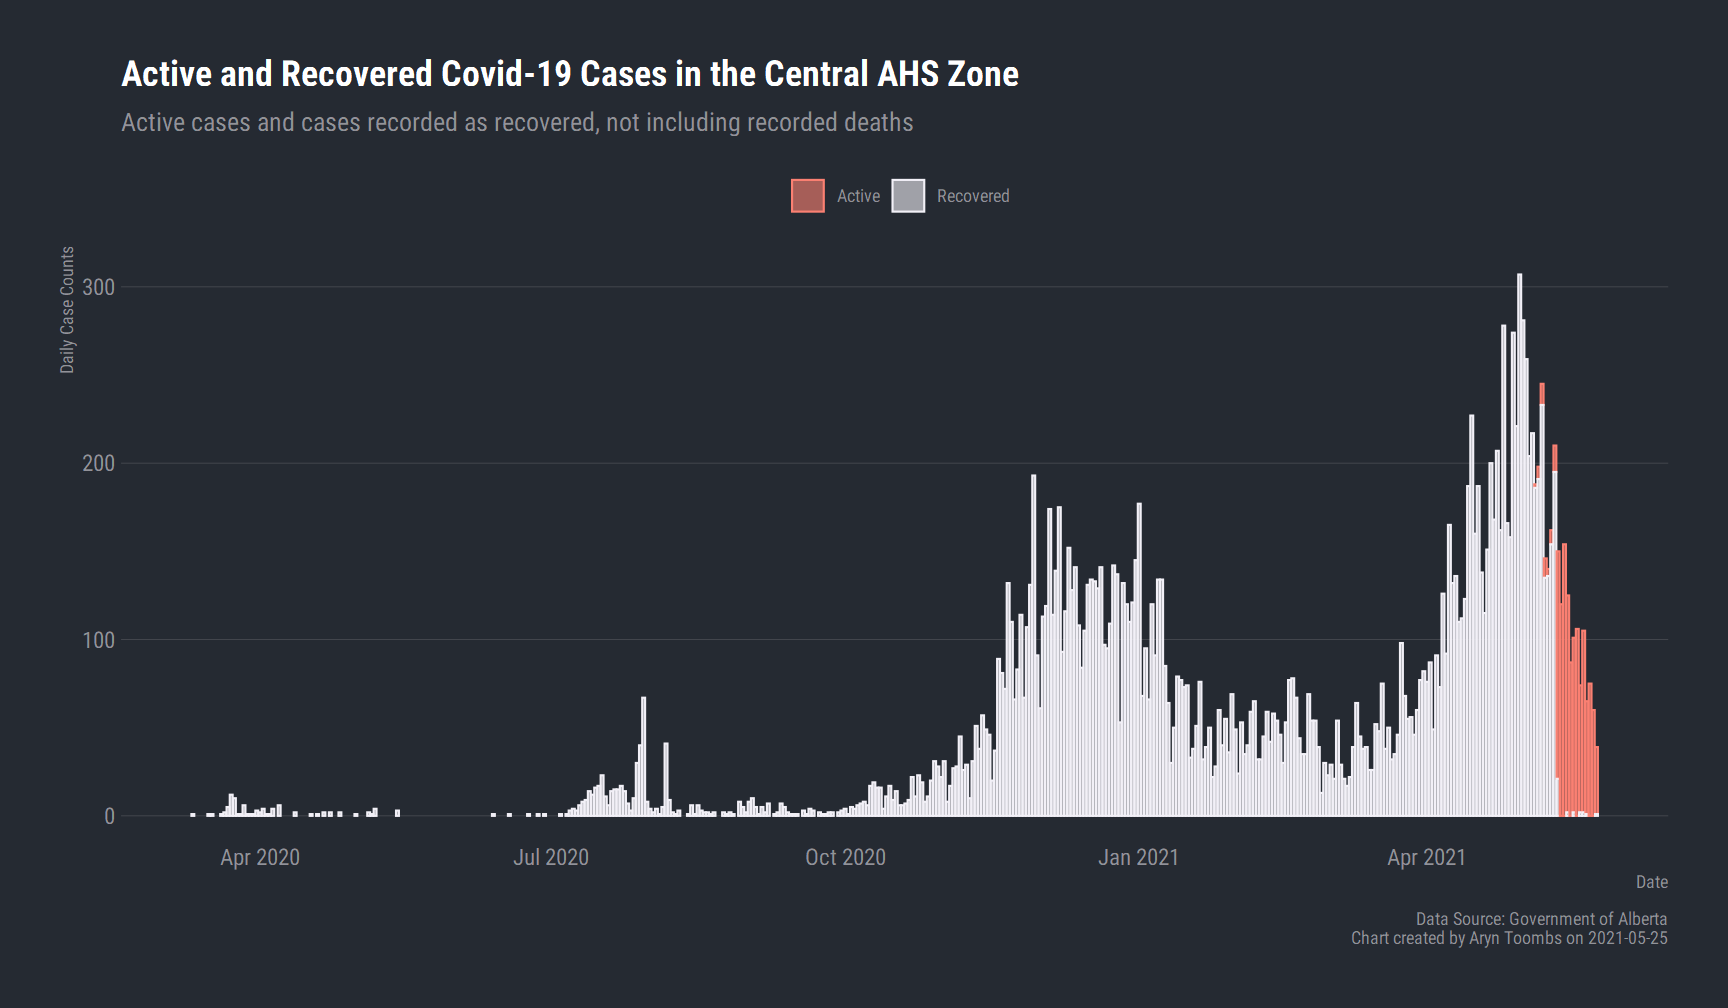 Active and Recovered Covid-19 Cases in the Central AHS Zone
Active cases and cases recorded as recovered, not including recorded deaths
Active
Recovered
Daily Case Counts
300
200
100
0
Apr 2020
Jul 2020
Oct 2020
Jan 2021
Apr 2021
Date
Data Source: Government of Alberta
Chart created by Aryn Toombs on 2021-05-25